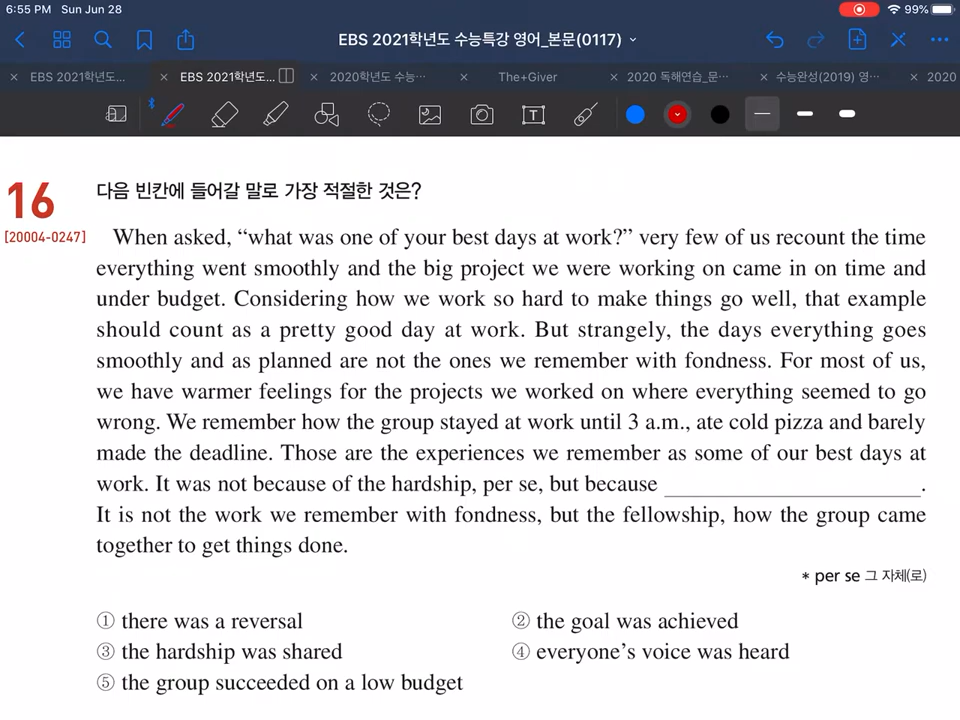 6:55 PM Sun Jun 28
99%
EBS 2021학년도 수능특강 영어_본문(0117)
EBS 2021학년도...
EBS 2021학년도...
2020학년도 수능…
The+Giver
2020 독해연습_문…
수능완성(2019) 영…
2020
T
16
[20004-0247]
다음 빈칸에 들어갈 말로 가장 적절한 것은?
When asked, “what was one of your best days at work?” very few of us recount the time
everything went smoothly and the big project we were working on came in on time and
under budget. Considering how we work so hard to make things go well, that example
should count as a pretty good day at work. But strangely, the days everything goes
smoothly and as planned are not the ones we remember with fondness. For most of us,
we have warmer feelings for the projects we worked on where everything seemed to go
wrong. We remember how the group stayed at work until 3 a.m., ate cold pizza and barely
made the deadline. Those are the experiences we remember as some of our best days at
work. It was not because of the hardship, per se, but because ____________________.
It is not the work we remember with fondness, but the fellowship, how the group came
together to get things done.
* per se 그 자체(로)
① there was a reversal
② the goal was achieved
③ the hardship was shared
④ everyone’s voice was heard
⑤ the group succeeded on a low budget